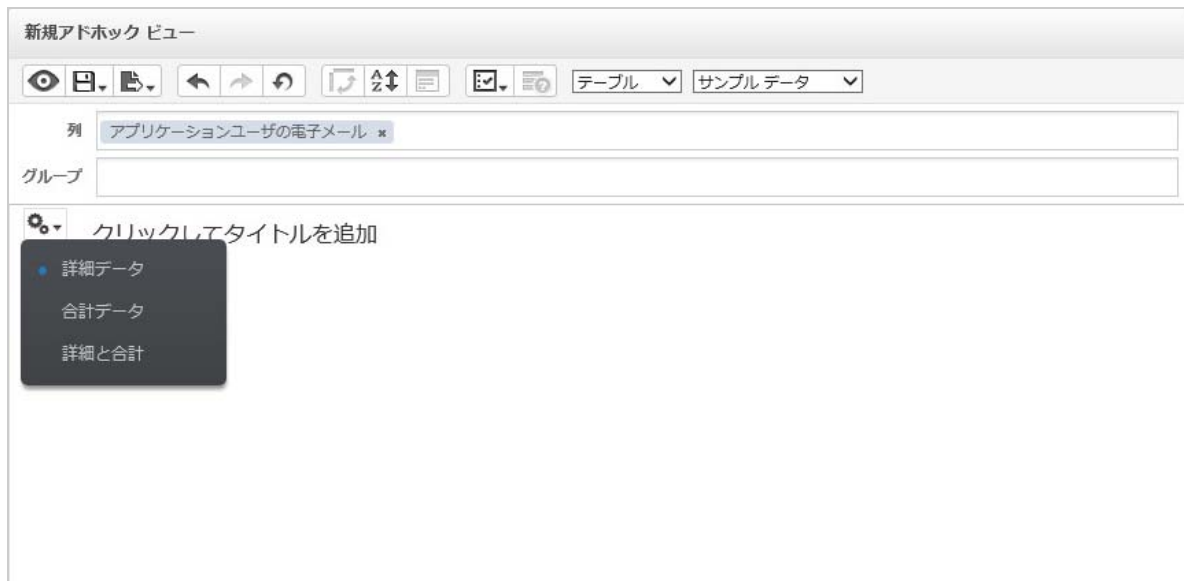 新規アドホック ビュー
テーブル サンプル データ
列 アプリケーションユーザの電子メール ×
グループ
クリックしてタイトルを追加
詳細データ
合計データ
詳細と合計